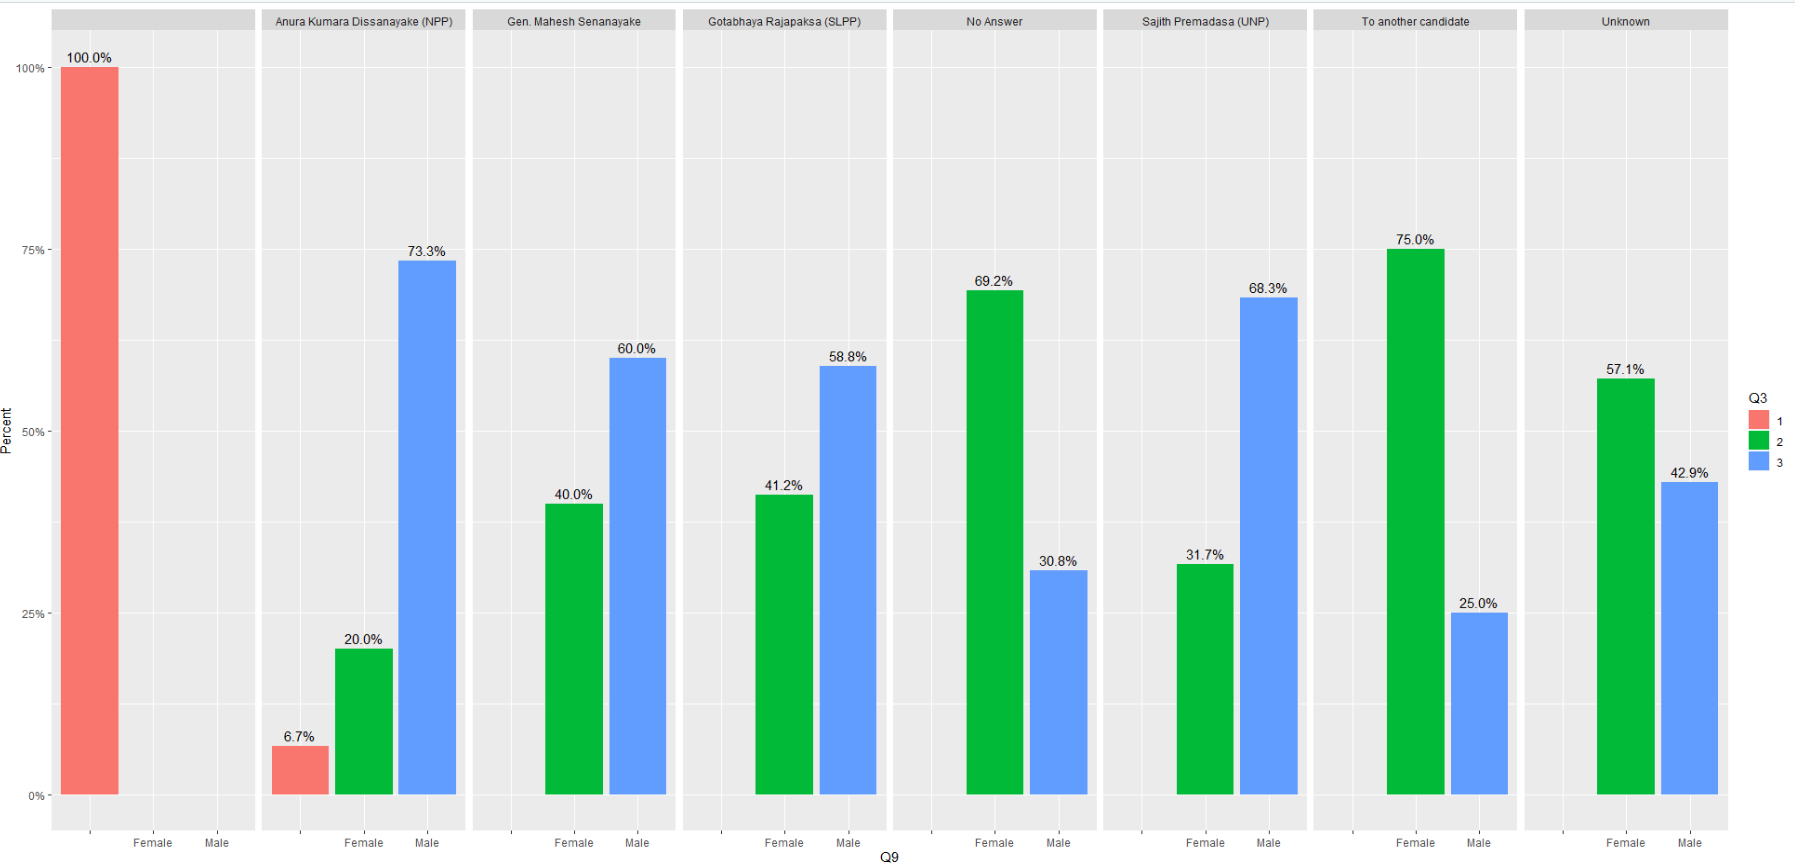 Anura Kumara Dissanayake (NPP)
Gen. Mahesh Senanayake
Gotabhaya Rajapaksa (SLPP)
No Answer
Sajith Premadasa (UNP)
To another candidate
Unknown
100%
75%
50%
25%
0%
Percent
100.0%
6.7%
20.0%
73.3%
40.0%
60.0%
41.2%
58.8%
69.2%
30.8%
31.7%
68.3%
75.0%
25.0%
57.1%
42.9%
Female Male
Female Male
Female Male
Female Male
Female Male
Female Male
Female Male
Female Male
Q9
Q3
1
2
3